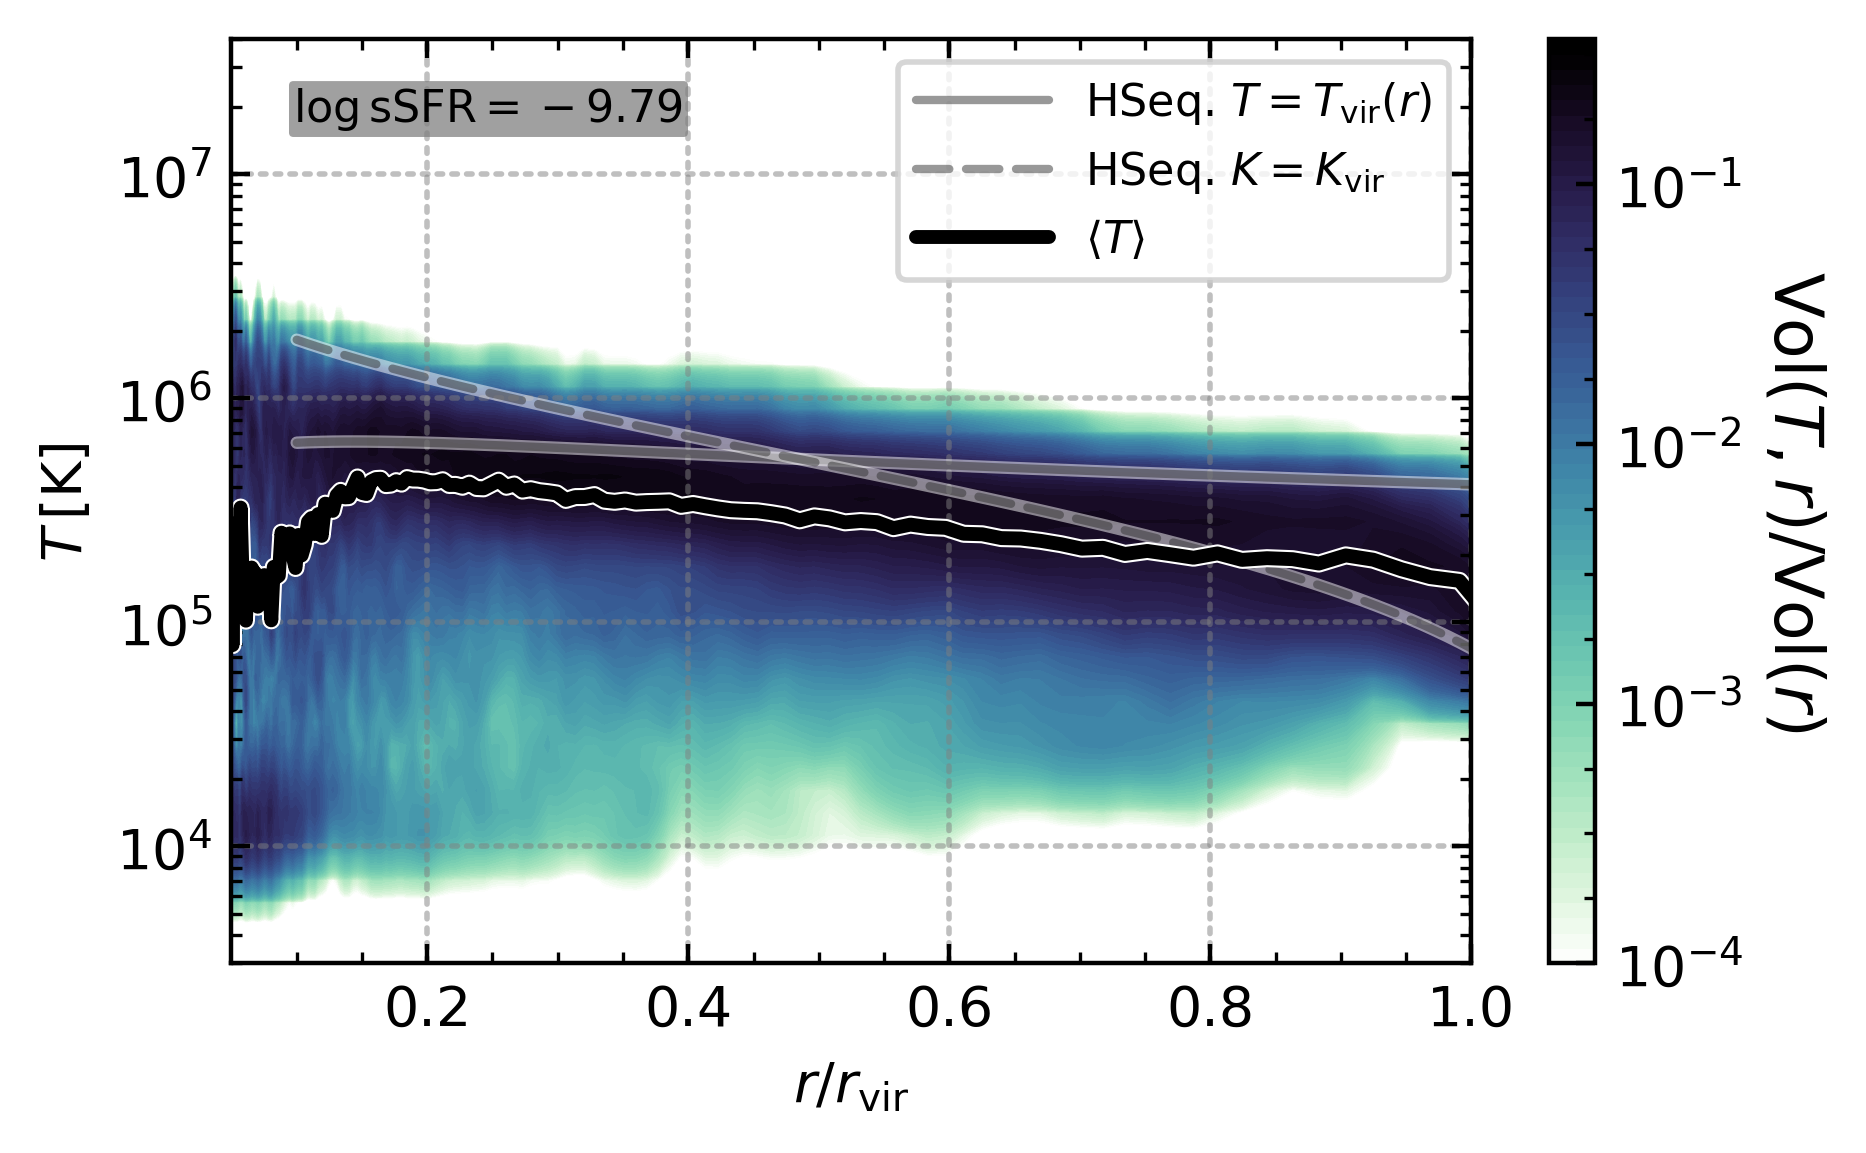 log sSFR = −9.79
HSeq. T = T_vir(r)
HSeq. K = K_vir
⟨T⟩
T [K]
10^7
10^6
10^5
10^4
0.2 0.4 0.6 0.8 1.0
r/r_vir
10^−1
10^−2
10^−3
10^−4
Vol(T, r)/Vol(r)